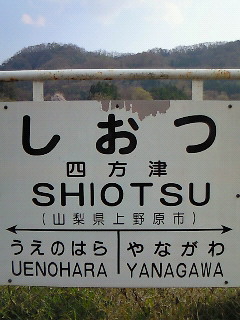 しおつ
四方津
SHIOTSU
(山梨県上野原市)
うえのはら やながわ
UENOHARA YANAGAWA